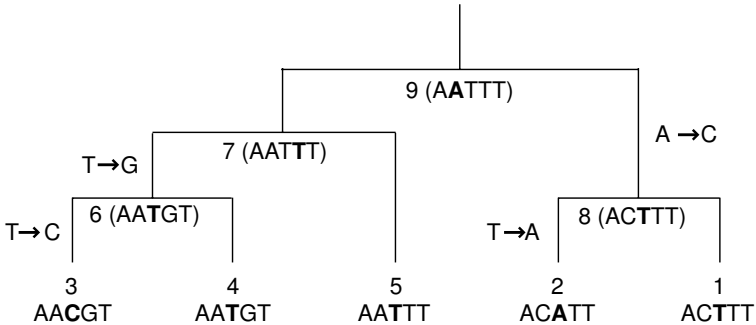 9 (AATTT)
A→C
7 (AATTT)
T→G
6 (AATGT)
8 (ACTTT)
T→C
T→A
3 4 5 2 1
AACGT AATGT AATTT ACATT ACTTT